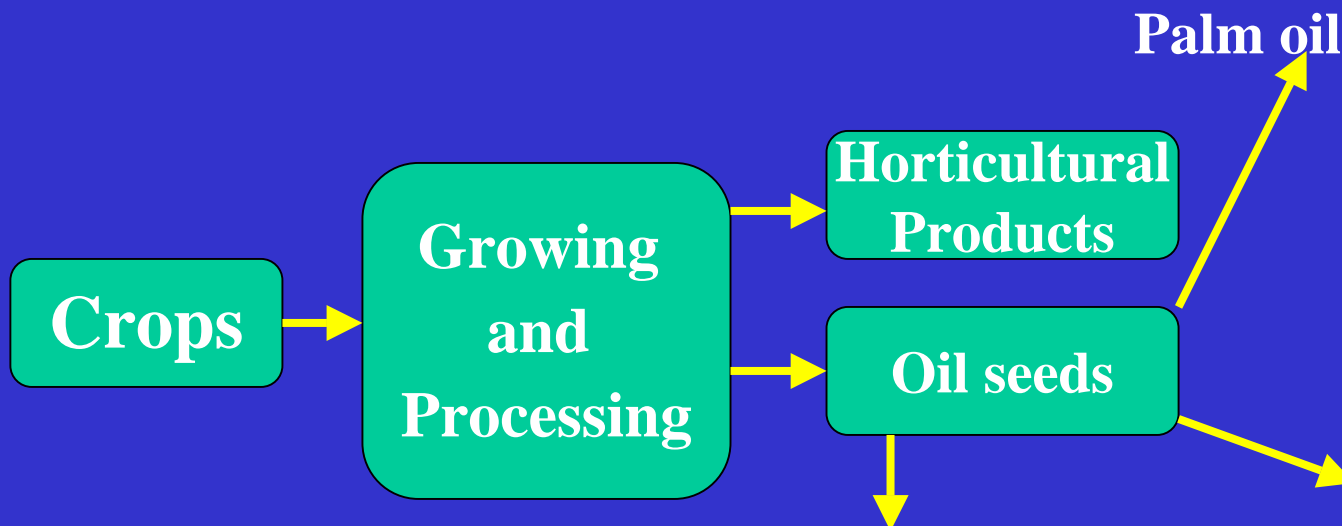 Palm oil
Horticultural
Products
Growing
and
Processing
Crops
Oil seeds